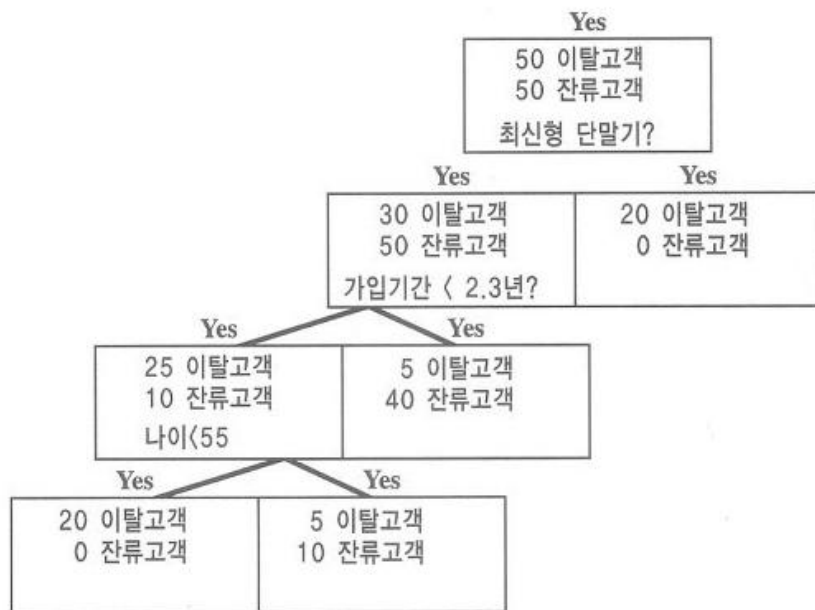 Yes
50 이탈고객
50 잔류고객
최신형 단말기?
Yes
Yes
30 이탈고객
50 잔류고객
가입기간 < 2.3년?
20 이탈고객
0 잔류고객
Yes
Yes
25 이탈고객
10 잔류고객
나이<55
5 이탈고객
40 잔류고객
Yes
Yes
20 이탈고객
0 잔류고객
5 이탈고객
10 잔류고객